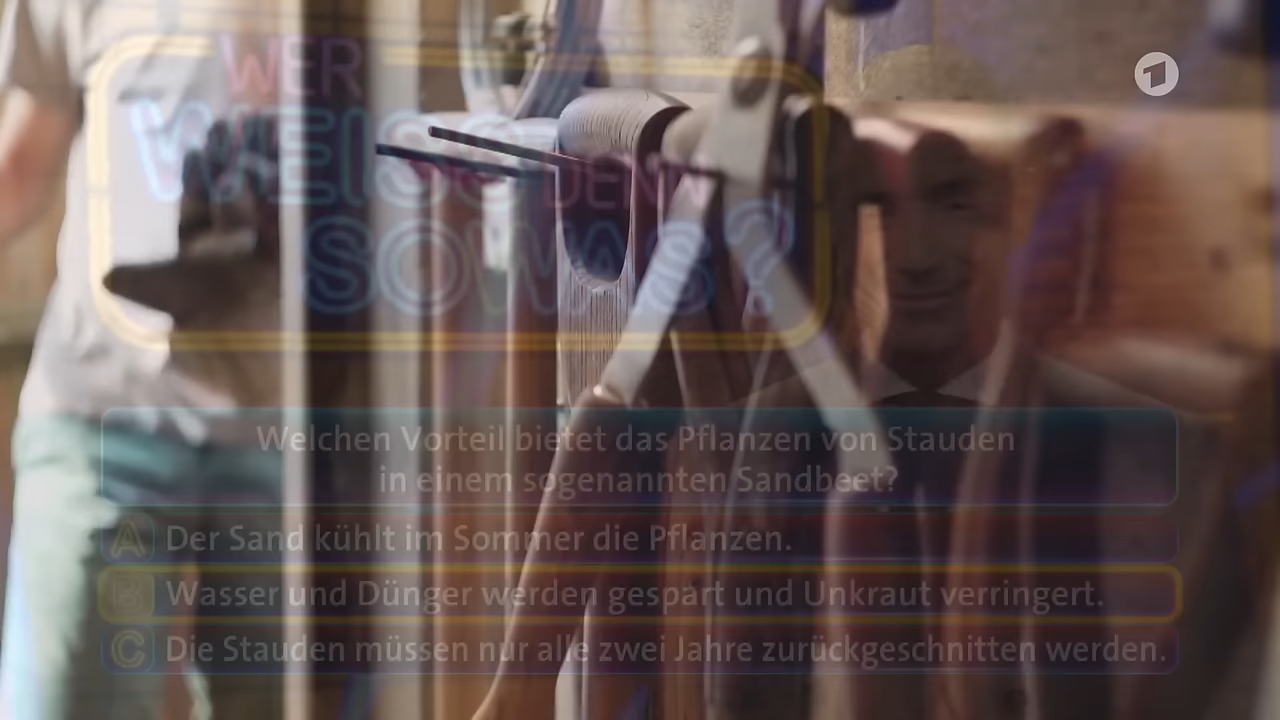 WER
WEISS DENN
SOWAS?
Welchen Vorteil bietet das Pflanzen von Stauden
in einem sogenannten Sandbeet?
A Der Sand kühlt im Sommer die Pflanzen.
B Wasser und Dünger werden gespart und Unkraut verringert.
C Die Stauden müssen nur alle zwei Jahre zurückgeschnitten werden.
1